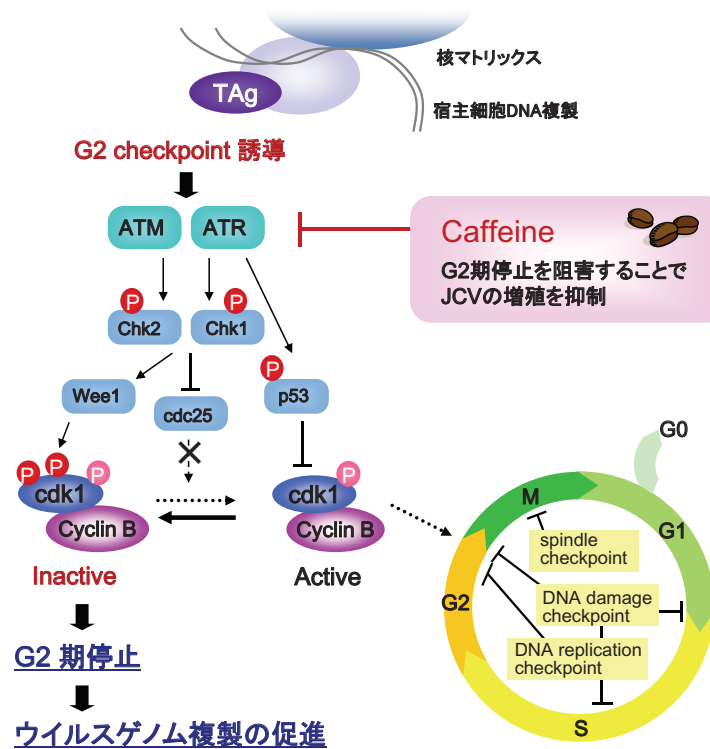 核マトリックス
TAg
宿主細胞DNA複製
G2 checkpoint 誘導
ATM
ATR
Caffeine
G2期停止を阻害することで
JCVの増殖を抑制
P
P
Chk2
Chk1
P
Wee1
p53
cdc25
G0
P
P
P
P
cdk1
cdk1
M
G1
Cyclin B
Cyclin B
spindle
checkpoint
Inactive
Active
G2
DNA damage
checkpoint
DNA replication
checkpoint
G2 期停止
S
ウイルスゲノム複製の促進